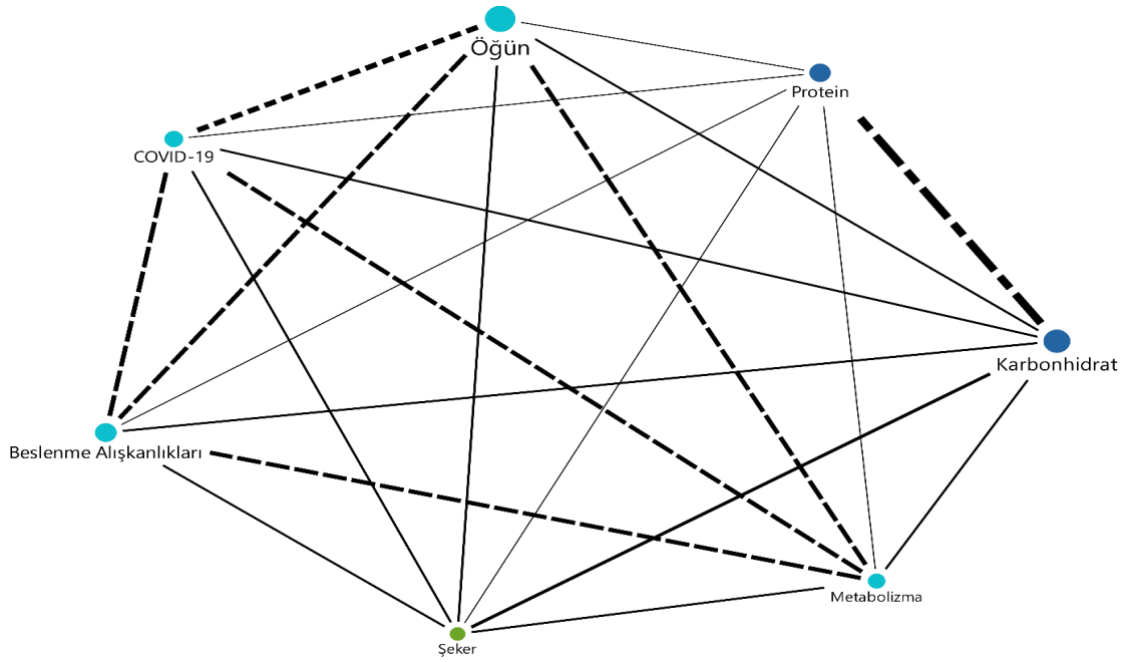 Öğün
Protein
COVID-19
Karbonhidrat
Beslenme Alışkanlıkları
Metabolizma
Şeker